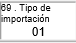 69 . Tipo de
importación
01